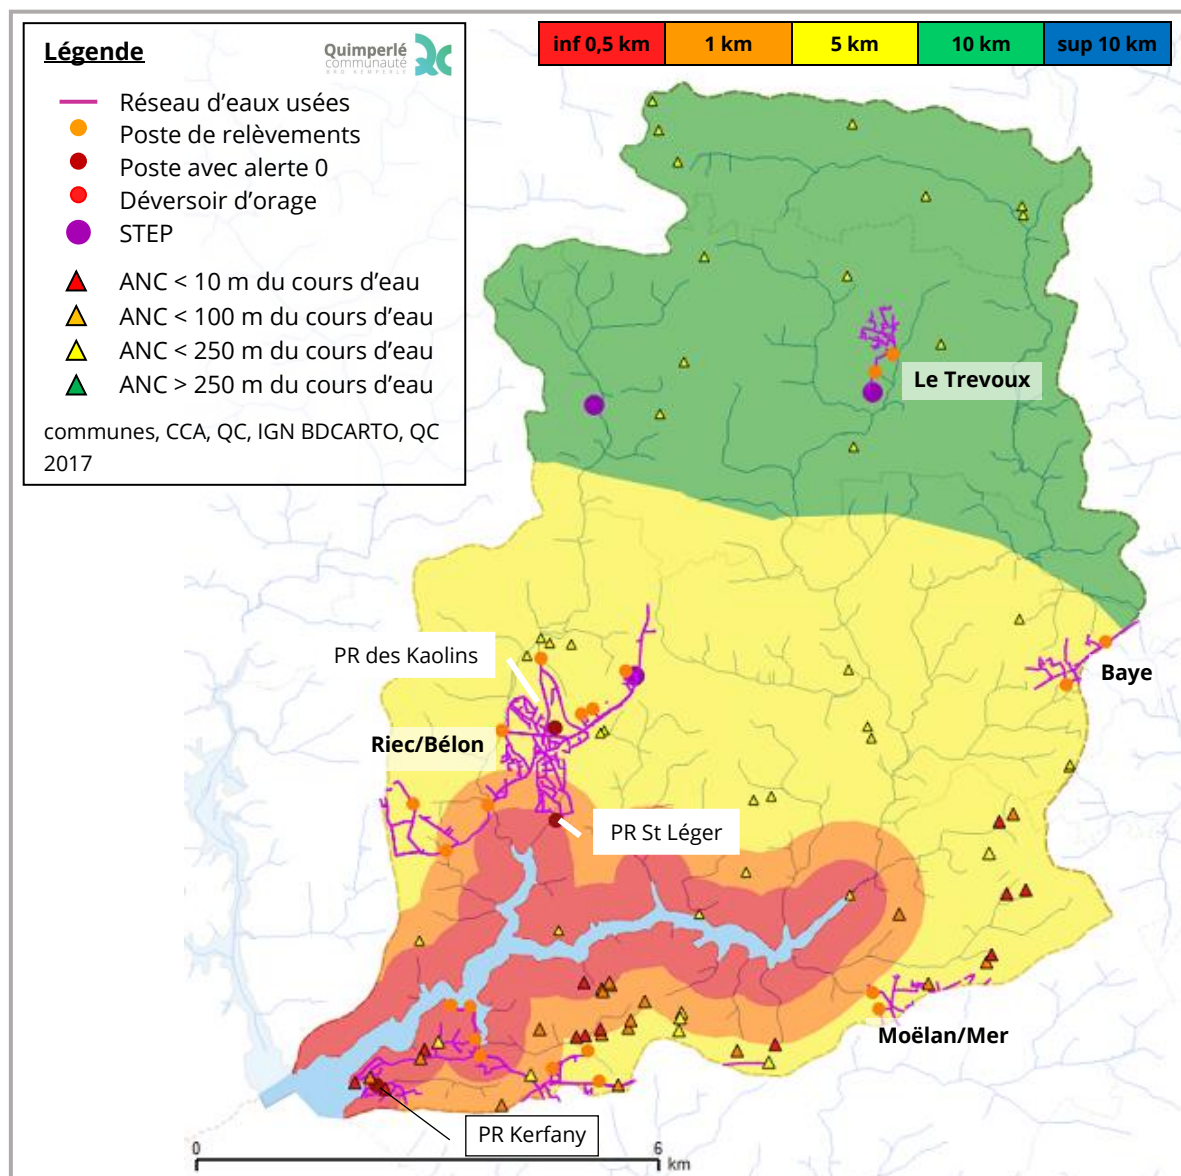 Légende
Quimperlé
communauté
BRO KEMPERLE
inf 0,5 km
1 km
5 km
10 km
sup 10 km
Réseau d'eaux usées
Poste de relèvements
Poste avec alerte 0
Déversoir d'orage
STEP
ANC < 10 m du cours d'eau
ANC < 100 m du cours d'eau
ANC < 250 m du cours d'eau
ANC > 250 m du cours d'eau
communes, CCA, QC, IGN BDCARTO, QC
2017
Le Trevoux
PR des Kaolins
Baye
Riec/Bélon
PR St Léger
Moëlan/Mer
PR Kerfany
0
6
km